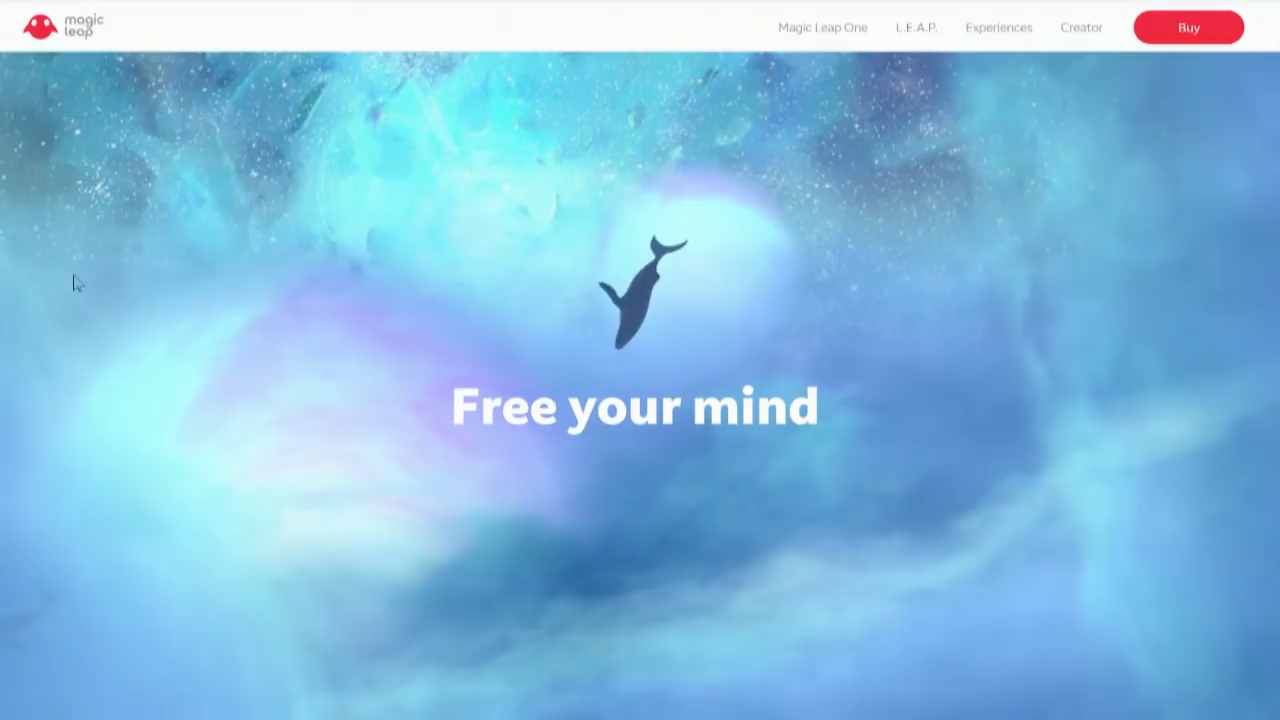 magic
leap
Magic Leap One
L.E.A.P.
Experiences
Creator
Buy
Free your mind